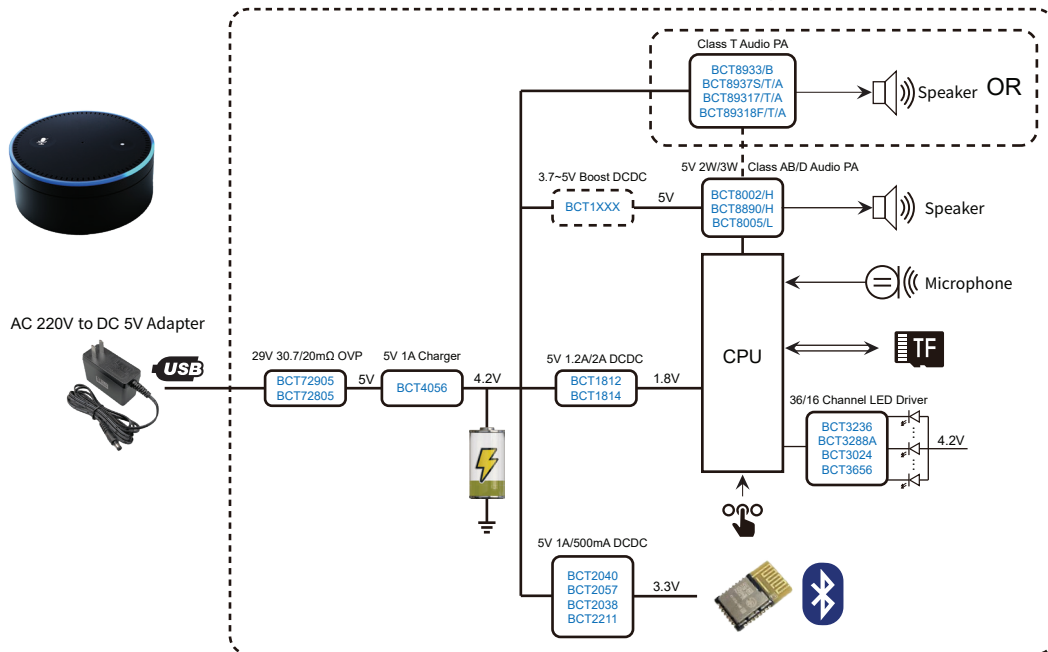 Class T Audio PA
BCT8933/B
BCT8937S/T/A
BCT89317/T/A
BCT89318F/T/A
Speaker
OR
5V 2W/3W
Class AB/D Audio PA
3.7~5V Boost DCDC
BCT1XXX
5V
BCT8002/H
BCT8890/H
BCT8005/L
Speaker
Microphone
AC 220V to DC 5V Adapter
USB
29V 30.7/20mΩ OVP
BCT72905
BCT72805
5V
5V 1A Charger
BCT4056
4.2V
5V 1.2A/2A DCDC
BCT1812
BCT1814
1.8V
CPU
TF
36/16 Channel LED Driver
BCT3236
BCT3288A
BCT3024
BCT3656
4.2V
5V 1A/500mA DCDC
BCT2040
BCT2057
BCT2038
BCT2211
3.3V